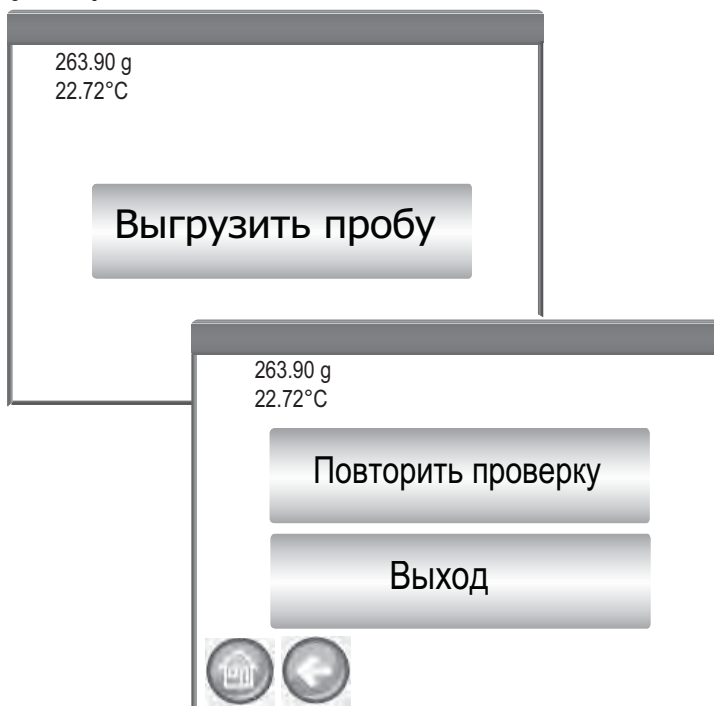 263.90 g
22.72°C
Выгрузить пробу
263.90 g
22.72°C
Повторить проверку
Выход